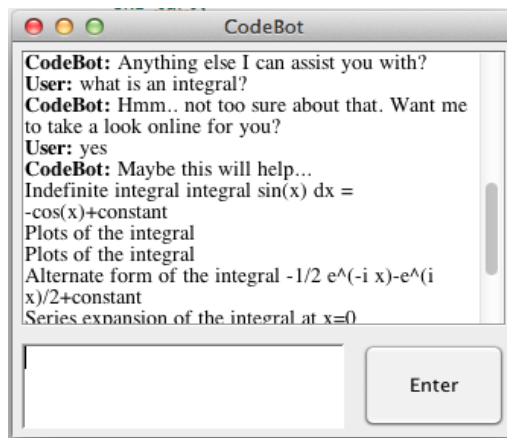 CodeBot
CodeBot: Anything else I can assist you with?
User: what is an integral?
CodeBot: Hmm.. not too sure about that. Want me
to take a look online for you?
User: yes
CodeBot: Maybe this will help...
Indefinite integral integral sin(x) dx =
-cos(x)+constant
Plots of the integral
Plots of the integral
Alternate form of the integral -1/2 e^(-i x)-e^(i
x)/2+constant
Series expansion of the integral at x=0
Enter